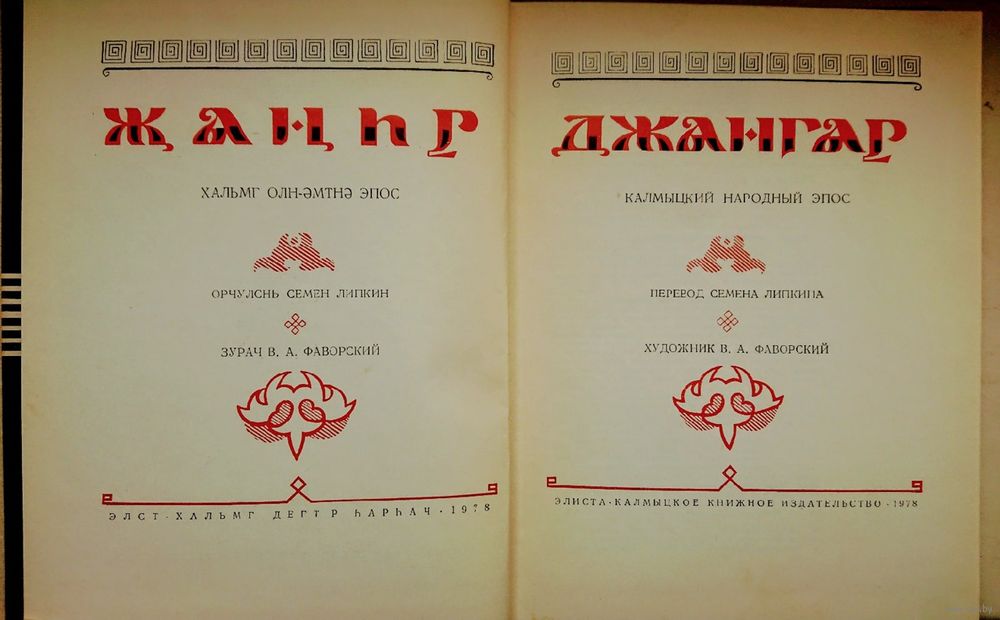 ҖАҢҺР
ХАЛЬМГ ОЛН-ӘМТНӘ ЭПОС
ОРЧУЛСНЬ СЕМЕН ЛИПКИН
ЗУРАЧ В. А. ФАВОРСКИЙ
ЭЛСТ·ХАЛЬМГ ДЕГТР ҺАРҺАЧ·1978
ДЖАНГАР
КАЛМЫЦКИЙ НАРОДНЫЙ ЭПОС
ПЕРЕВОД СЕМЕНА ЛИПКИНА
ХУДОЖНИК В. А. ФАВОРСКИЙ
ЭЛИСТА·КАЛМЫЦКОЕ КНИЖНОЕ ИЗДАТЕЛЬСТВО·1978